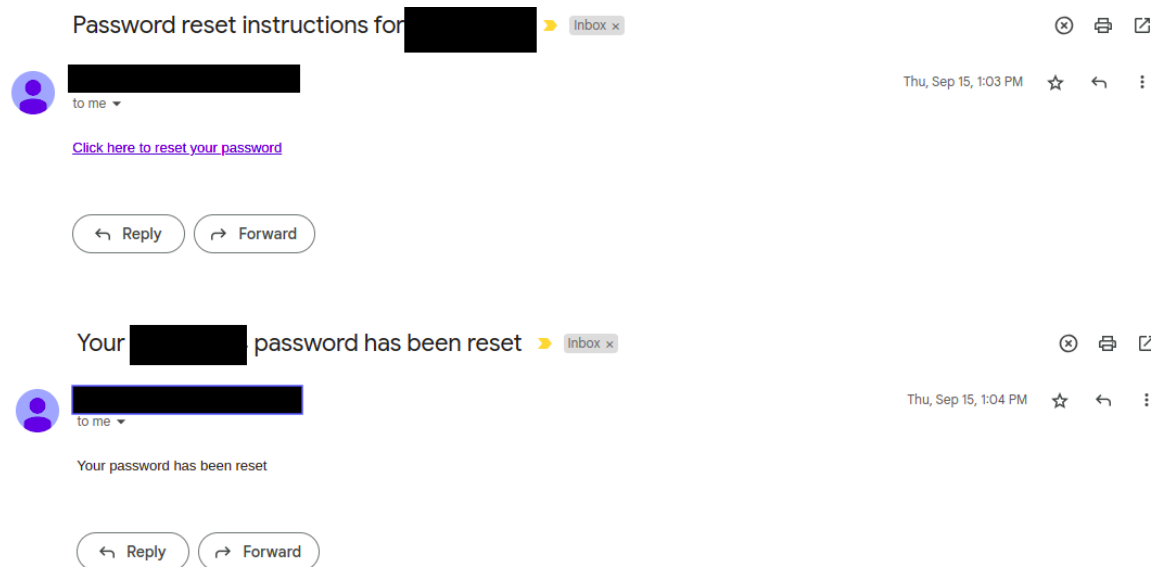 Password reset instructions for
Inbox ×
Thu, Sep 15, 1:03 PM
to me
Click here to reset your password
Reply
Forward
Your password has been reset
Inbox ×
Thu, Sep 15, 1:04 PM
to me
Your password has been reset
Reply
Forward